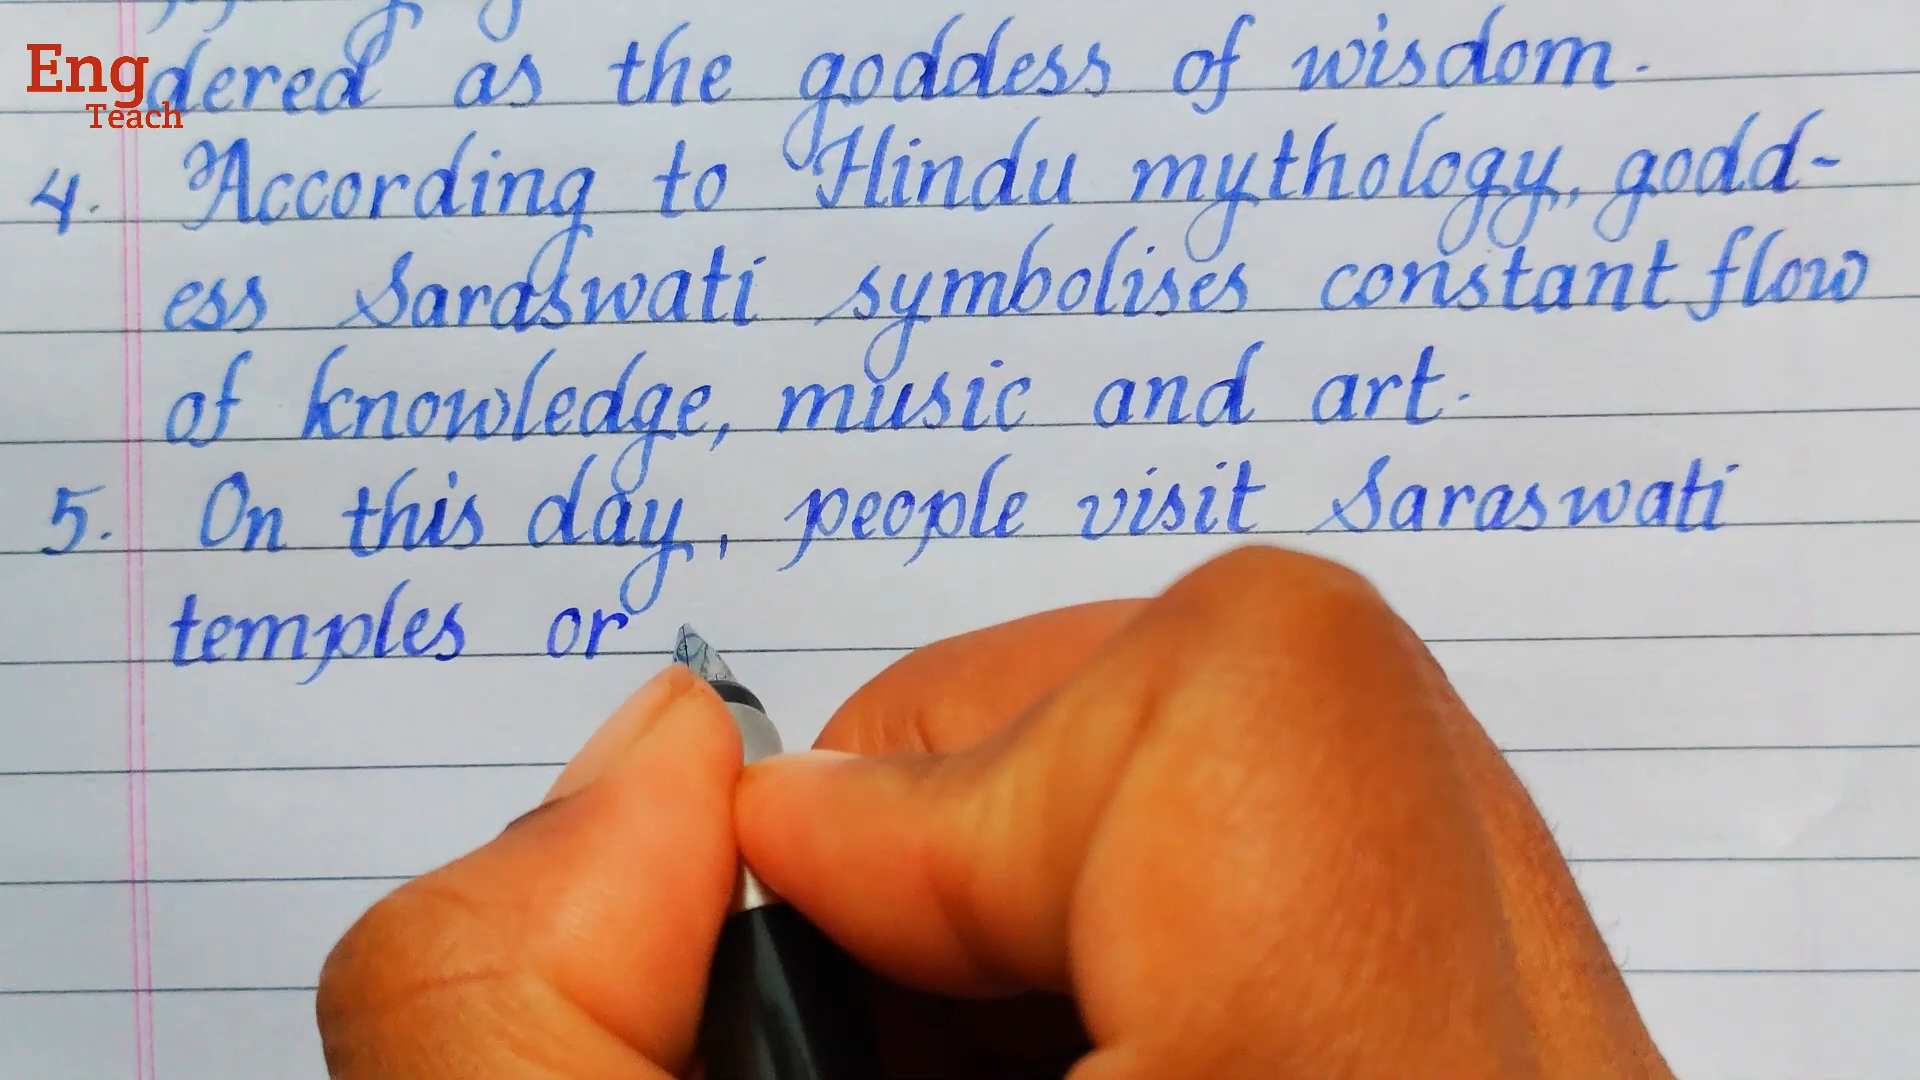 Eng
Teach
dered as the goddess of wisdom.
4. According to Hindu mythology, godd-
ess Saraswati symbolises constant flow
of knowledge, music and art.
5. On this day, people visit Saraswati
temples or